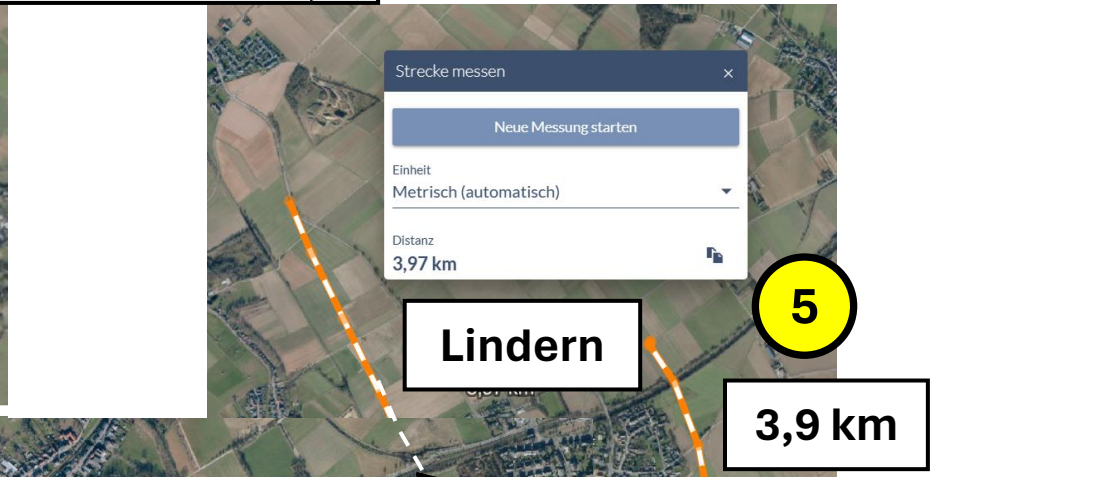 Strecke messen
Neue Messung starten
Einheit
Metrisch (automatisch)
Distanz
3,97 km
5
Lindern
3,9 km